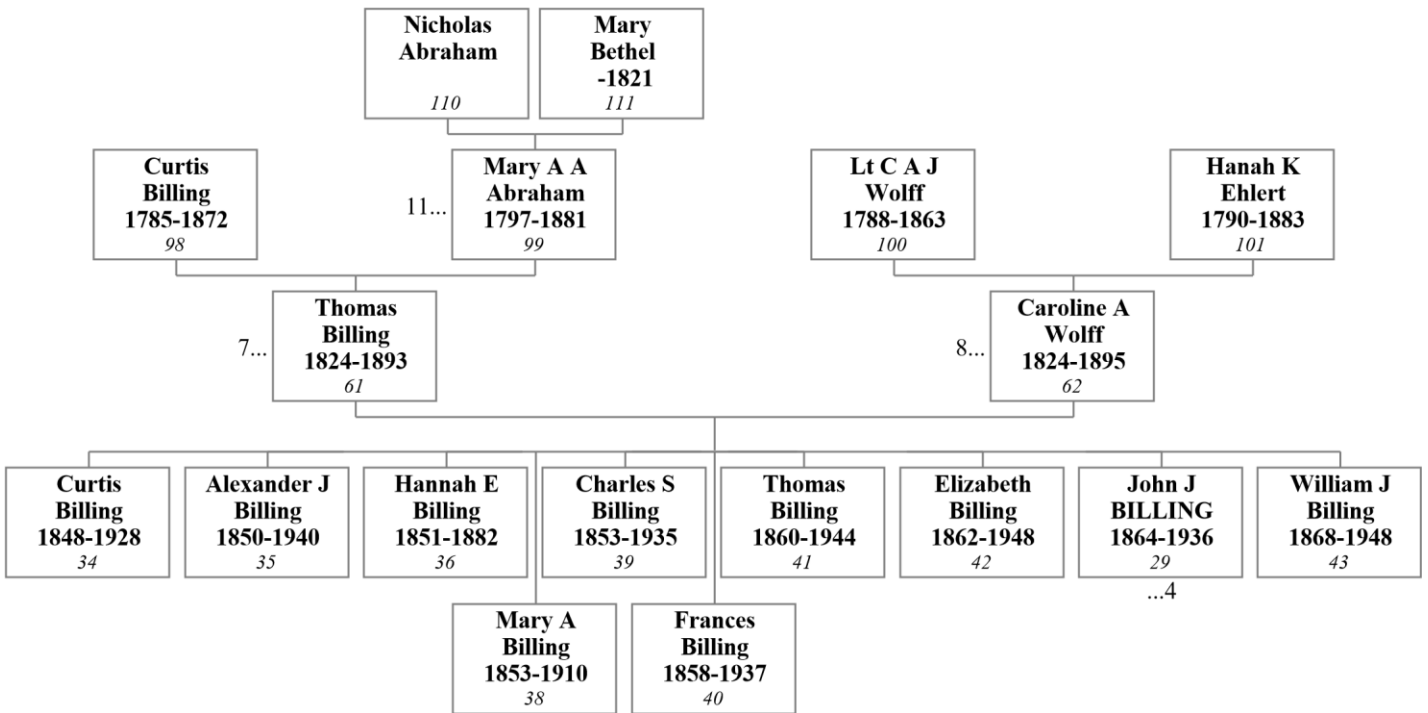 Nicholas
Abraham
110
Mary
Bethel
-1821
111
Curtis
Billing
1785-1872
98
11...
Mary A A
Abraham
1797-1881
99
Lt C A J
Wolff
1788-1863
100
Hanah K
Ehlert
1790-1883
101
7...
Thomas
Billing
1824-1893
61
8...
Caroline A
Wolff
1824-1895
62
Curtis
Billing
1848-1928
34
Alexander J
Billing
1850-1940
35
Hannah E
Billing
1851-1882
36
Charles S
Billing
1853-1935
39
Thomas
Billing
1860-1944
41
Elizabeth
Billing
1862-1948
42
John J
BILLING
1864-1936
29
...4
William J
Billing
1868-1948
43
Mary A
Billing
1853-1910
38
Frances
Billing
1858-1937
40